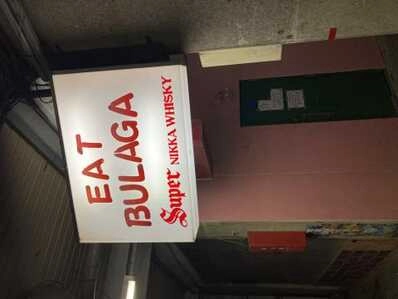 EAT
BULAGA
Super NIKKA WHISKY